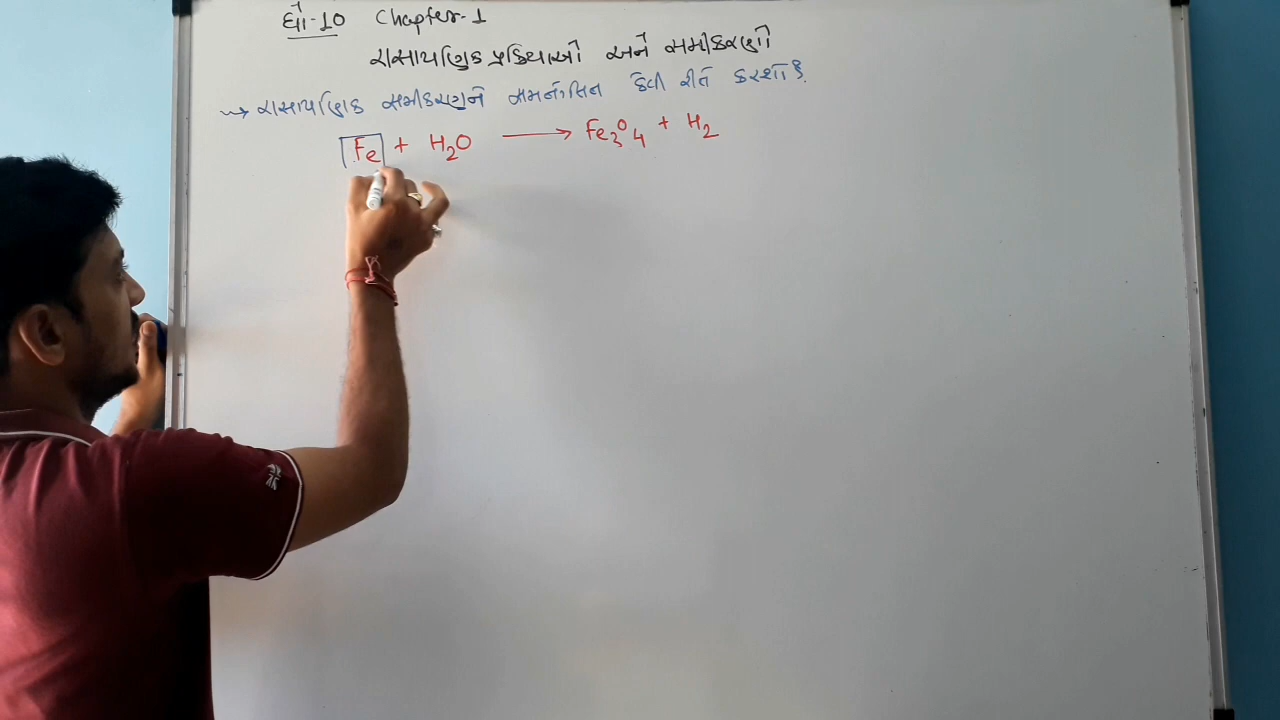 ધો-10 Chapter-1
રાસાયણિક પ્રક્રિયાઓ અને સમીકરણો
રાસાયણિક સમીકરણને સમતોલિત કેવી રીતે કરશો?
Fe + H₂O ⟶ Fe₃O₄ + H₂